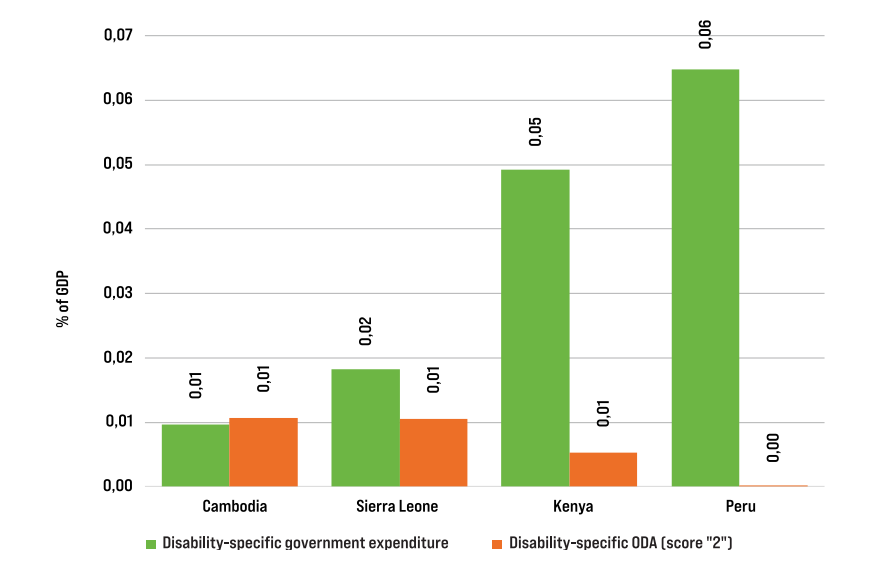 0,07
0,06
0,05
0,04
0,03
0,02
0,01
0,00
% of GDP
0,01
0,01
0,02
0,01
0,05
0,01
0,06
0,00
Cambodia
Sierra Leone
Kenya
Peru
Disability-specific government expenditure
Disability-specific ODA (score "2")